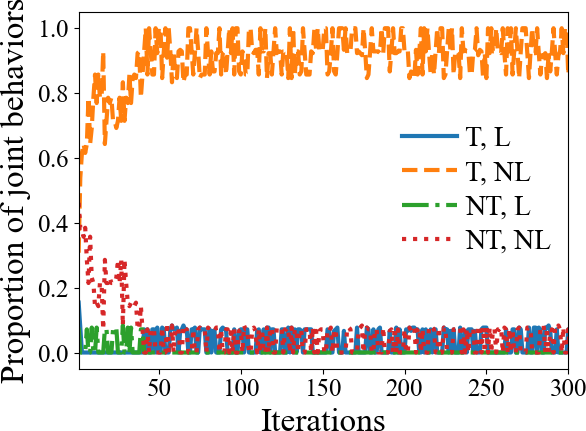 Proportion of joint behaviors
1.0
0.8
0.6
0.4
0.2
0.0
T, L
T, NL
NT, L
NT, NL
50
100
150
200
250
300
Iterations